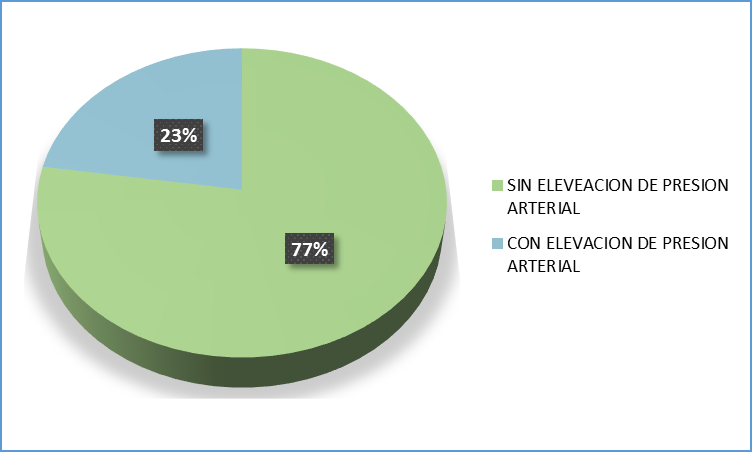 23%
77%
SIN ELEVEACION DE PRESION
ARTERIAL
CON ELEVACION DE PRESION
ARTERIAL